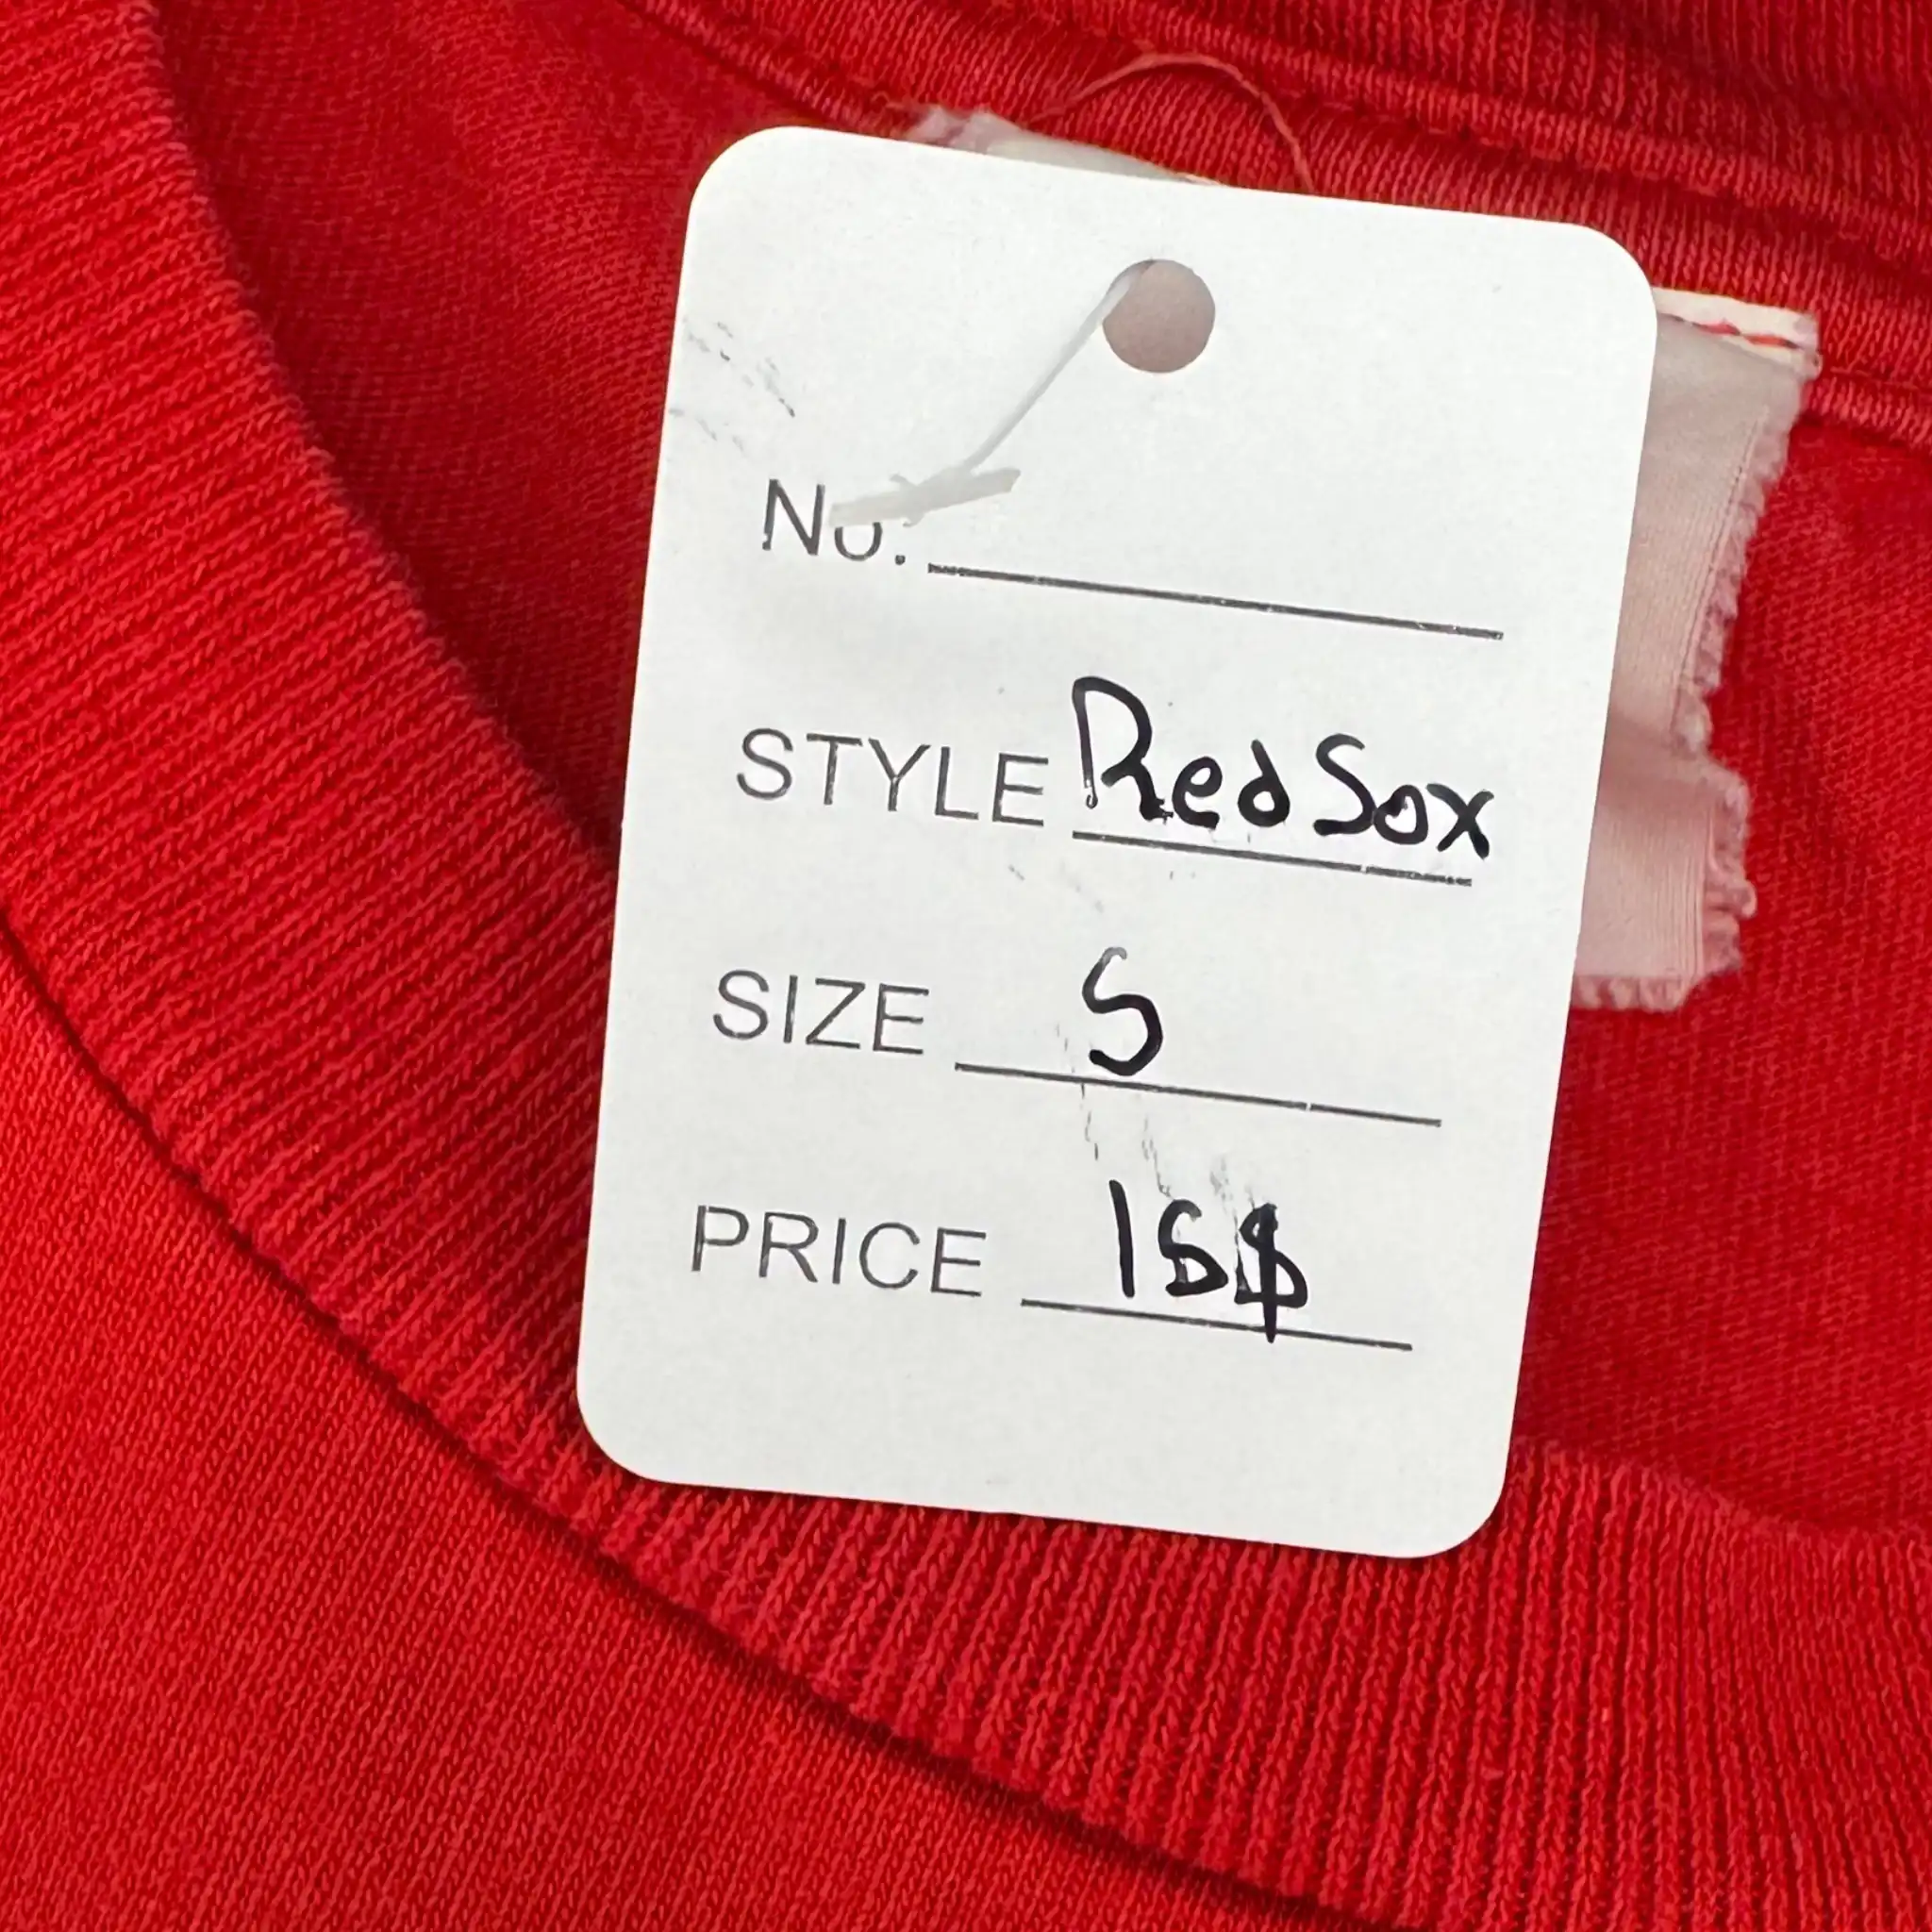 No.
STYLE Red Sox
SIZE S
PRICE 15$